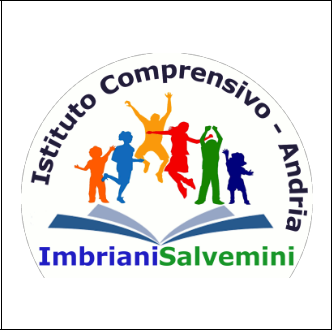 Istituto Comprensivo - Andria
ImbrianiSalvemini